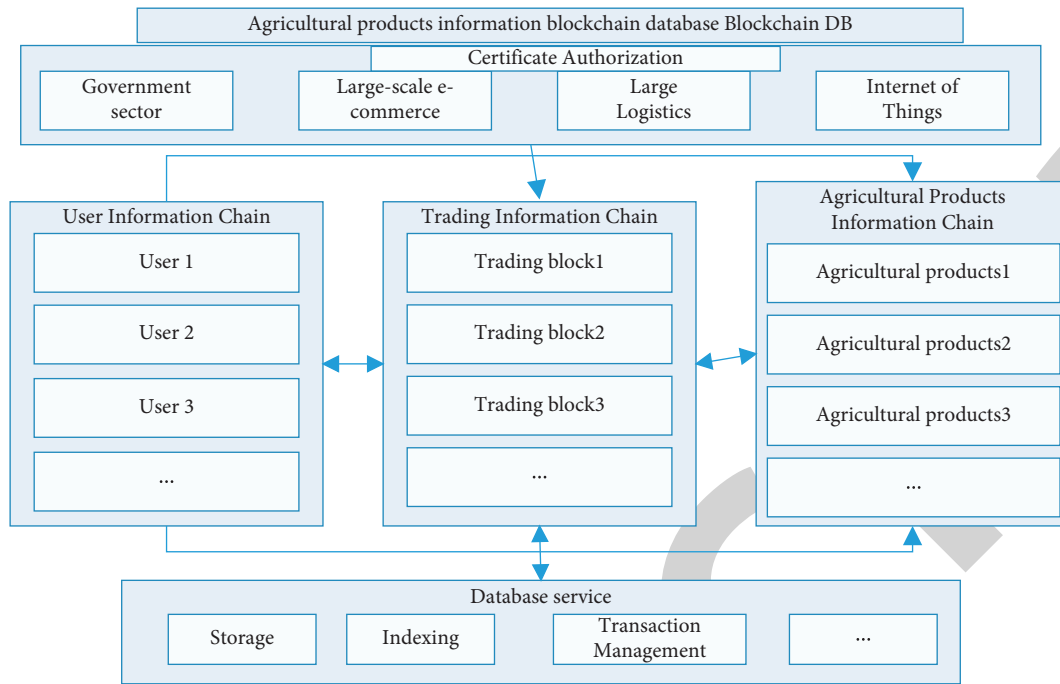 Agricultural products information blockchain database Blockchain DB
Certificate Authorization
Government
sector
Large-scale e-
commerce
Large
Logistics
Internet of
Things
User Information Chain
User 1
User 2
User 3
...
Trading Information Chain
Trading block1
Trading block2
Trading block3
...
Agricultural Products
Information Chain
Agricultural products1
Agricultural products2
Agricultural products3
...
Database service
Storage
Indexing
Transaction
Management
...